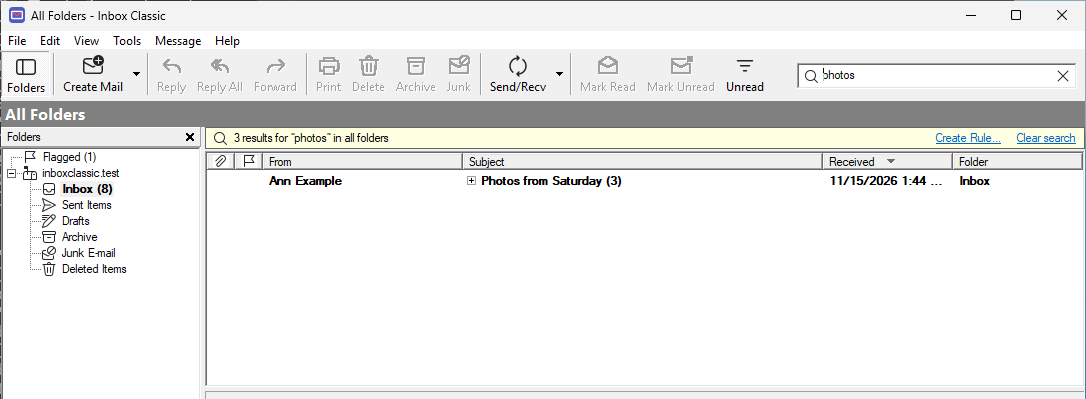 All Folders - Inbox Classic
File Edit View Tools Message Help
Folders Create Mail Reply Reply All Forward Print Delete Archive Junk Send/Recv Mark Read Mark Unread Unread photos
All Folders
Folders
3 results for "photos" in all folders Create Rule... Clear search
From Subject Received Folder
Ann Example Photos from Saturday (3) 11/15/2026 1:44 ... Inbox
Flagged (1)
inboxclassic.test
Inbox (8)
Sent Items
Drafts
Archive
Junk E-mail
Deleted Items